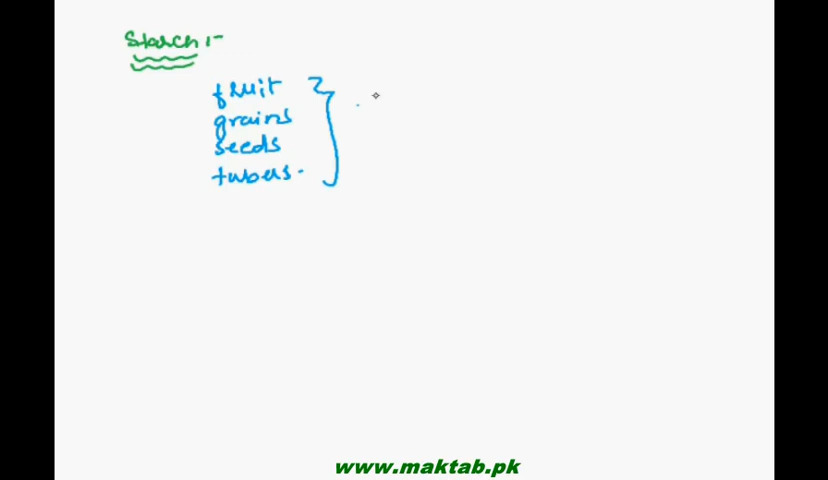 Starch :-
fruit
grains
seeds
tubers.
www.maktab.pk